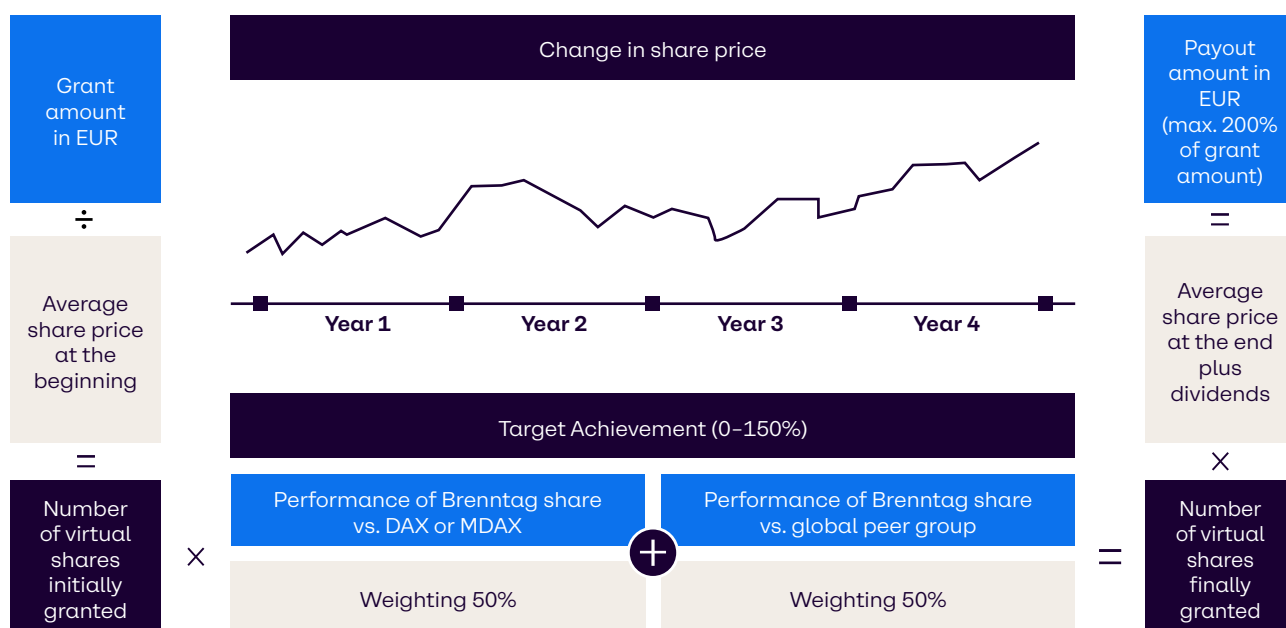 Grant
amount
in EUR
÷
Average
share price
at the
beginning
=
Number
of virtual
shares
initially
granted
×
Change in share price
Year 1
Year 2
Year 3
Year 4
Target Achievement (0–150%)
Performance of Brenntag share
vs. DAX or MDAX
Weighting 50%
+
Performance of Brenntag share
vs. global peer group
Weighting 50%
=
Payout
amount in
EUR
(max. 200%
of grant
amount)
=
Average
share price
at the end
plus
dividends
×
Number
of virtual
shares
finally
granted